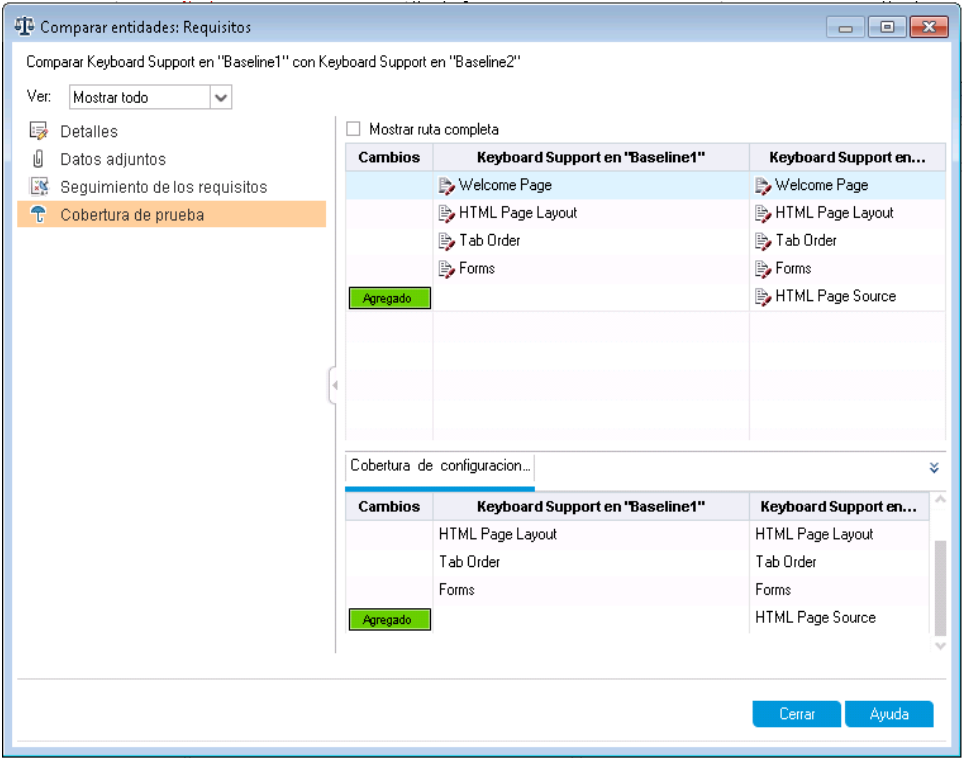 Comparar entidades: Requisitos
Comparar Keyboard Support en "Baseline1" con Keyboard Support en "Baseline2"
Ver: Mostrar todo
Detalles
Datos adjuntos
Seguimiento de los requisitos
Cobertura de prueba
Mostrar ruta completa
Cambios Keyboard Support en "Baseline1" Keyboard Support en...
Welcome Page Welcome Page
HTML Page Layout HTML Page Layout
Tab Order Tab Order
Forms Forms
Agregado HTML Page Source
Cobertura de configuracion...
Cambios Keyboard Support en "Baseline1" Keyboard Support en...
HTML Page Layout HTML Page Layout
Tab Order Tab Order
Forms Forms
Agregado HTML Page Source
Cerrar Ayuda